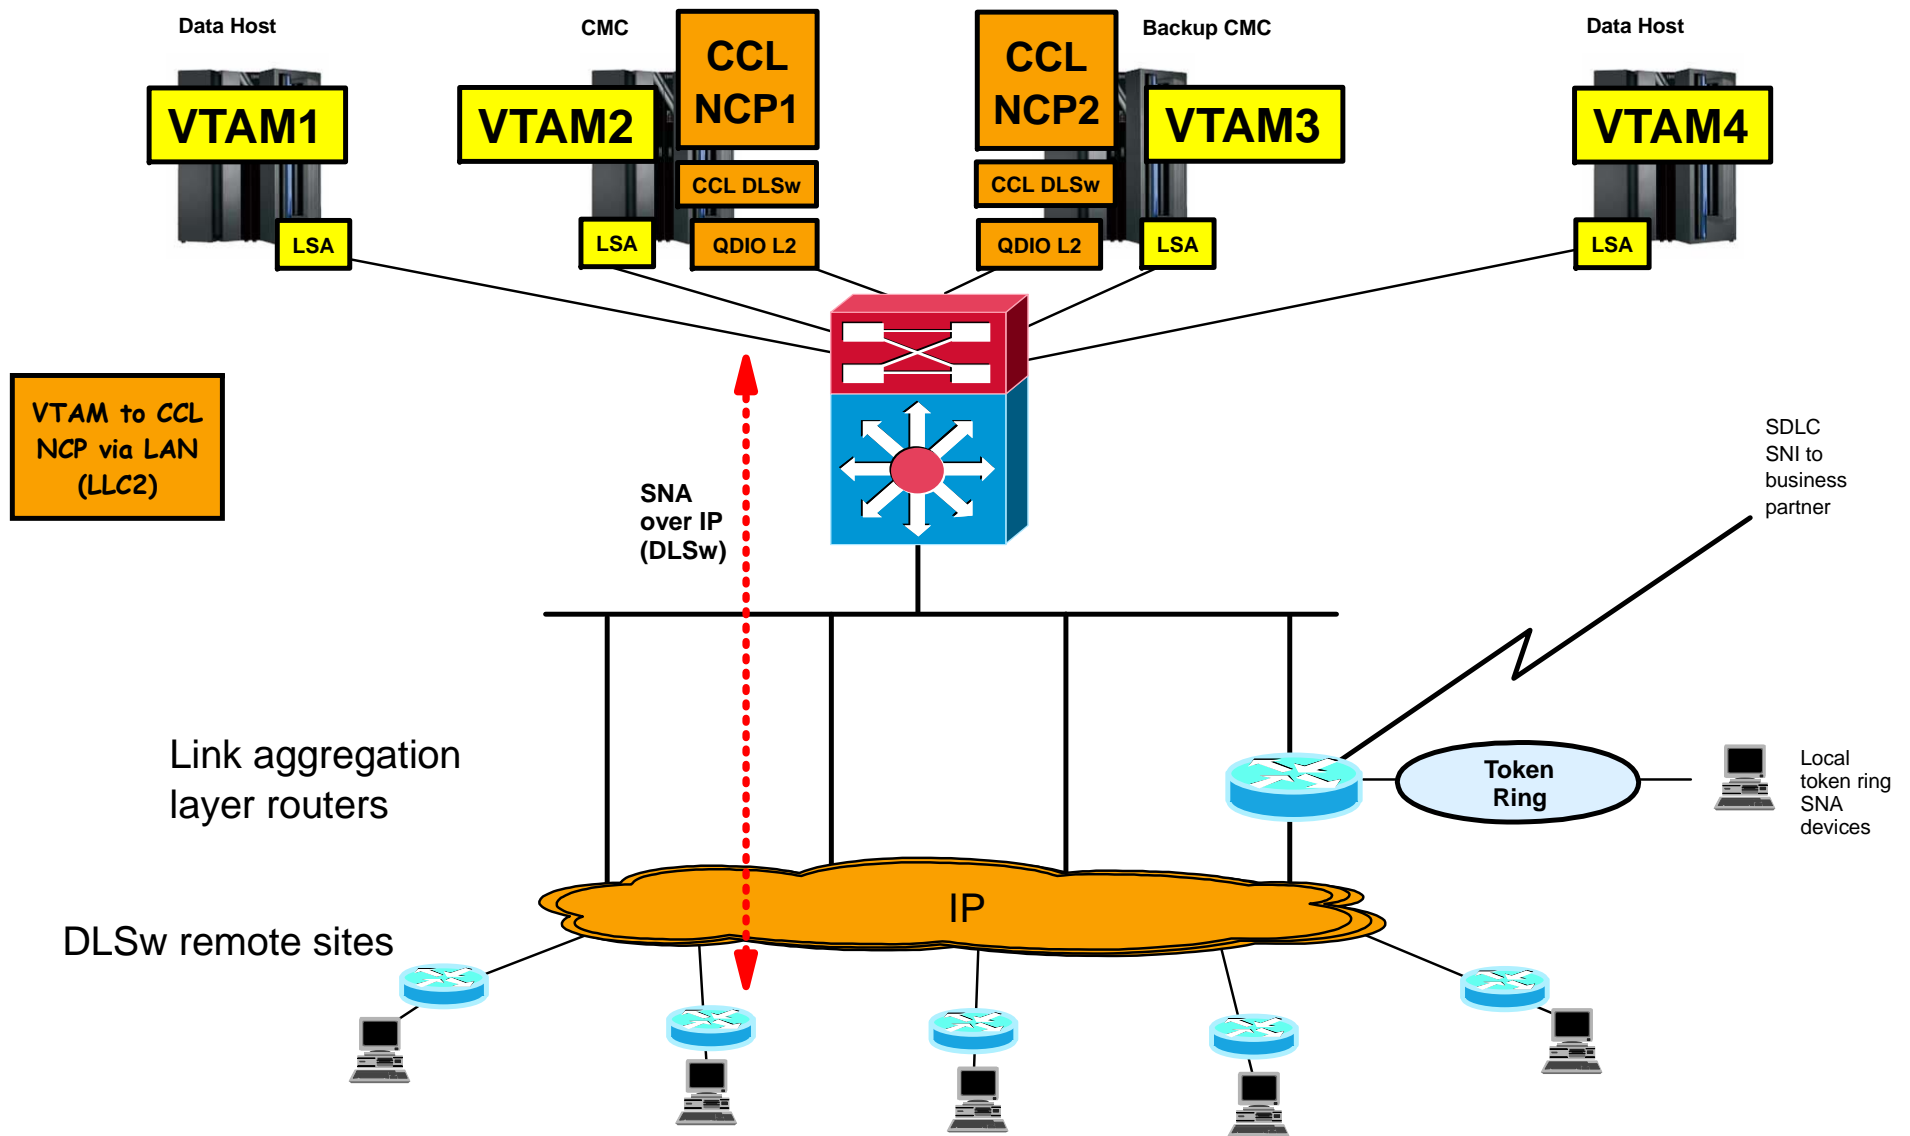 Data Host
CMC
Backup CMC
Data Host
CCL
NCP1
CCL
NCP2
VTAM1
VTAM2
VTAM3
VTAM4
CCL DLSw
CCL DLSw
LSA
LSA
QDIO L2
QDIO L2
LSA
LSA
VTAM to CCL
NCP via LAN
(LLC2)
SNA
over IP
(DLSw)
SDLC
SNI to
business
partner
Link aggregation
layer routers
Token
Ring
Local
token ring
SNA
devices
IP
DLSw remote sites